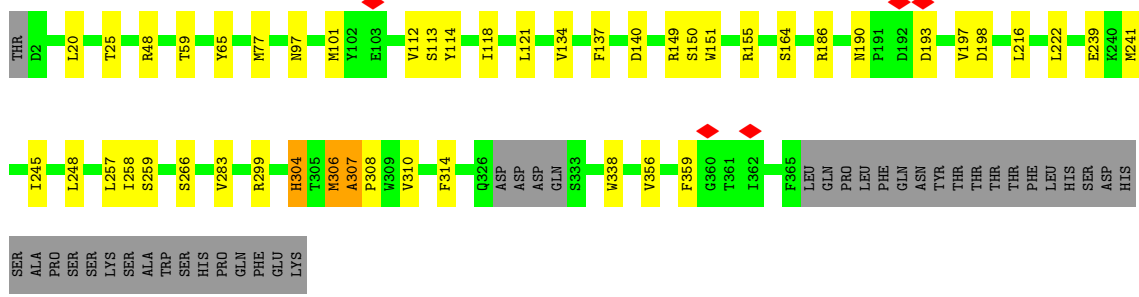 THR D2 L20 T25 R48 T59 Y65 M77 N97 M101 Y102 E103 V112 S113 Y114 I118 L121 V134 F137 D140 R149 S150 W151 R155 S164 R186 N190 P191 D192 D193 V197 D198 L216 L222 E239 K240 M241
I245 L248 L257 I258 S259 S266 V283 R299 H304 T305 M306 A307 P308 W309 V310 F314 Q326 ASP ASP ASP GLN S333 W338 V356 F359 G360 T361 I362 F365 LEU GLN PRO LEU PHE GLN ASN TYR THR THR THR THR PHE LEU HIS SER ASP HIS
SER ALA PRO SER SER LYS SER ALA TRP SER HIS PRO GLN PHE GLU LYS